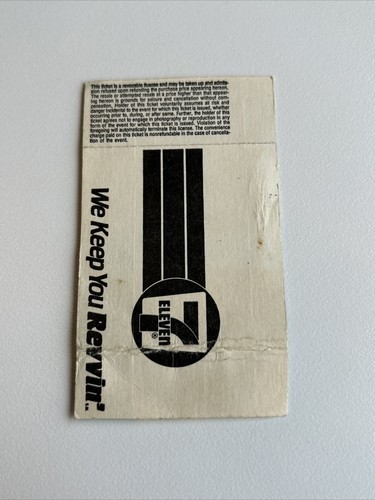 This ticket is a revocable license and may be taken up and admis-
sion refused upon refunding the purchase price appearing hereon.
The resale or attempted resale at a price higher than that appear-
ing hereon is grounds for seizure and cancellation without com-
pensation. Holder of this ticket voluntarily assumes all risk and
danger incidental to the event for which this ticket is issued, whether
occurring prior to, during, or after same. Further, the holder of this
ticket agrees not to engage in photography or reproduction in any
form of the event for which this ticket is issued. Violation of the
foregoing will automatically terminate this license. The convenience
charge paid on this ticket is nonrefundable in the case of cancella-
tion of the event.
7
ELEVEN
®
We Keep You Revvin'